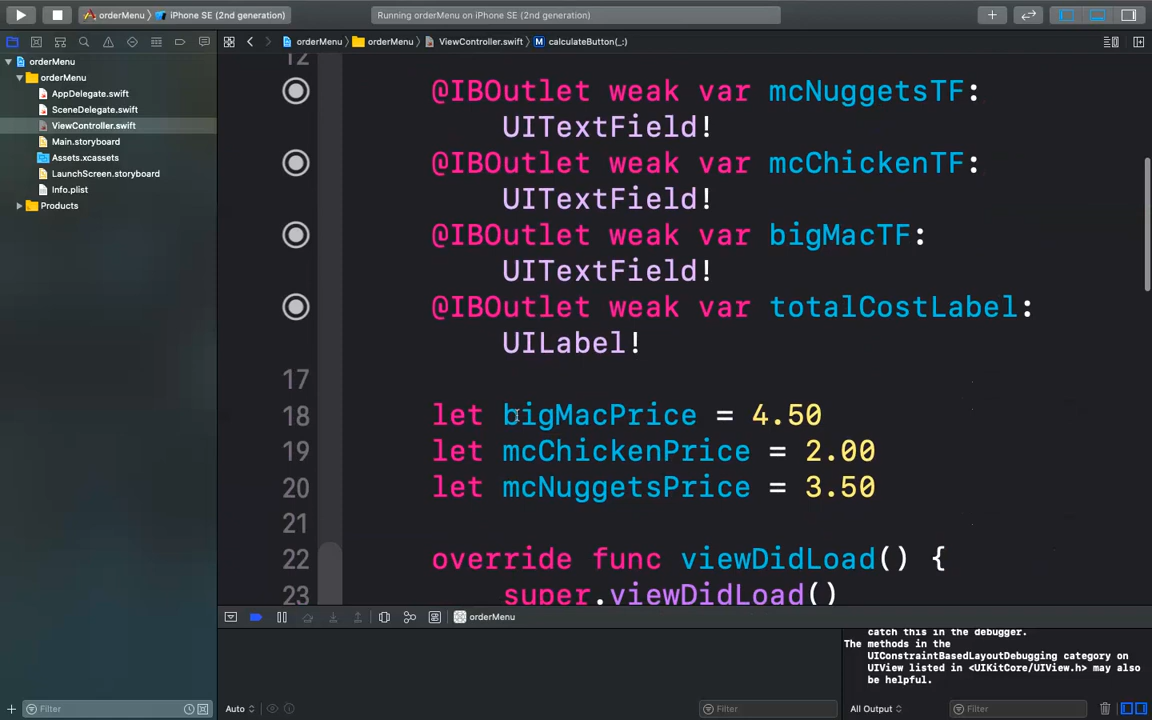 orderMenu
iPhone SE (2nd generation)
Running orderMenu on iPhone SE (2nd generation)
orderMenu
orderMenu
ViewController.swift
M
calculateButton(_:)
orderMenu
orderMenu
AppDelegate.swift
SceneDelegate.swift
ViewController.swift
Main.storyboard
Assets.xcassets
LaunchScreen.storyboard
Info.plist
Products
12
@IBOutlet weak var mcNuggetsTF:
UITextField!
@IBOutlet weak var mcChickenTF:
UITextField!
@IBOutlet weak var bigMacTF:
UITextField!
@IBOutlet weak var totalCostLabel:
UILabel!
17
18 let bigMacPrice = 4.50
19 let mcChickenPrice = 2.00
20 let mcNuggetsPrice = 3.50
21
22 override func viewDidLoad() {
23 super.viewDidLoad()
orderMenu
catch this in the debugger.
The methods in the
UIConstraintBasedLayoutDebugging category on
UIView listed in <UIKitCore/UIView.h> may also
be helpful.
Filter
Auto
Filter
All Output
Filter